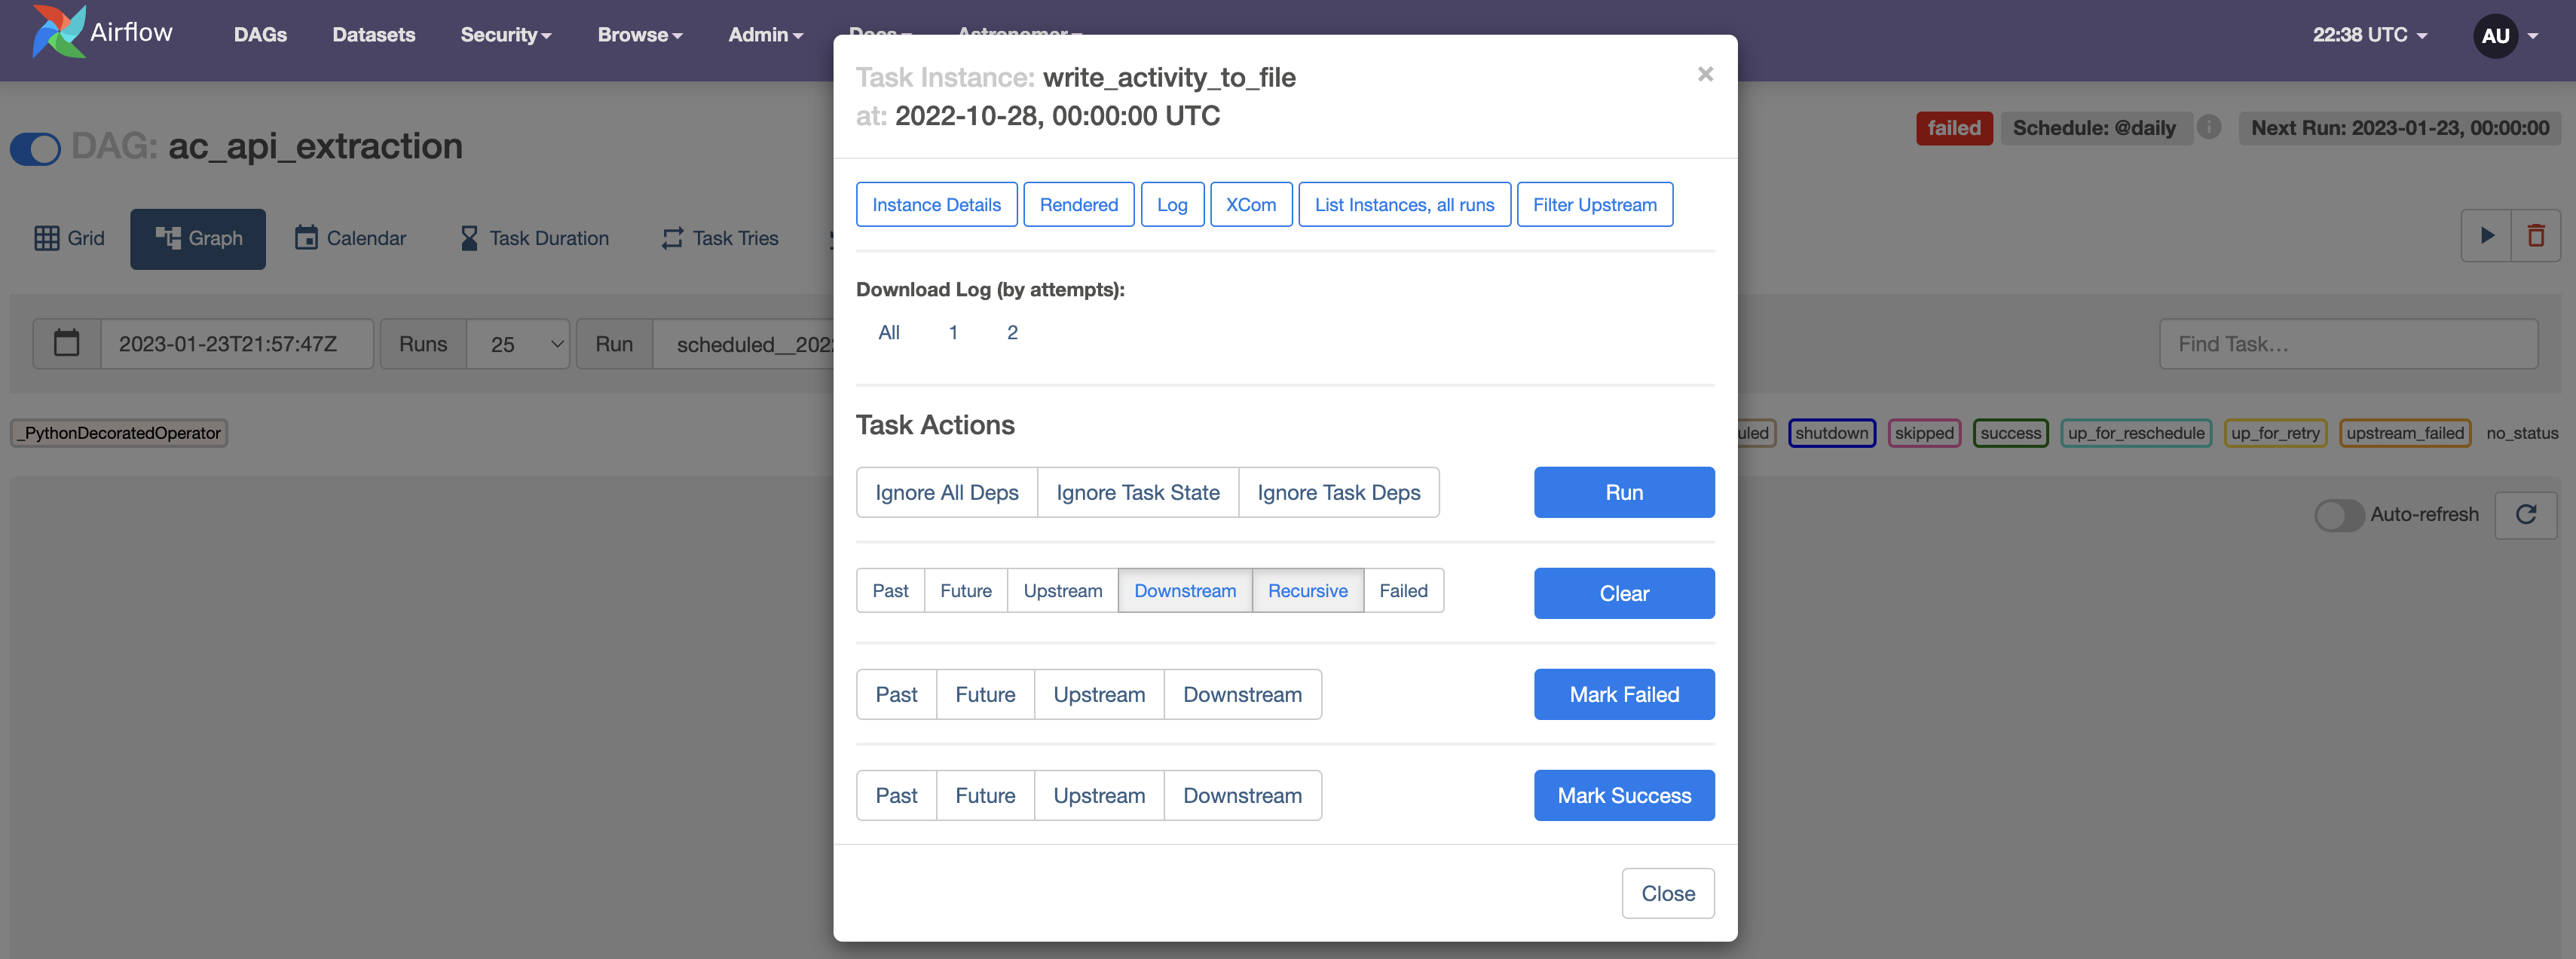 Airflow DAGs Datasets Security Browse Admin Docs Astronomer 22:38 UTC AU
Task Instance: write_activity_to_file
at: 2022-10-28, 00:00:00 UTC
×
DAG: ac_api_extraction
failed Schedule: @daily i Next Run: 2023-01-23, 00:00:00
Instance Details Rendered Log XCom List Instances, all runs Filter Upstream
Grid Graph Calendar Task Duration Task Tries
Download Log (by attempts):
All 1 2
2023-01-23T21:57:47Z Runs 25 Run scheduled__202 Find Task...
Task Actions
_PythonDecoratedOperator
uled shutdown skipped success up_for_reschedule up_for_retry upstream_failed no_status
Ignore All Deps Ignore Task State Ignore Task Deps Run
Auto-refresh
Past Future Upstream Downstream Recursive Failed Clear
Past Future Upstream Downstream Mark Failed
Past Future Upstream Downstream Mark Success
Close